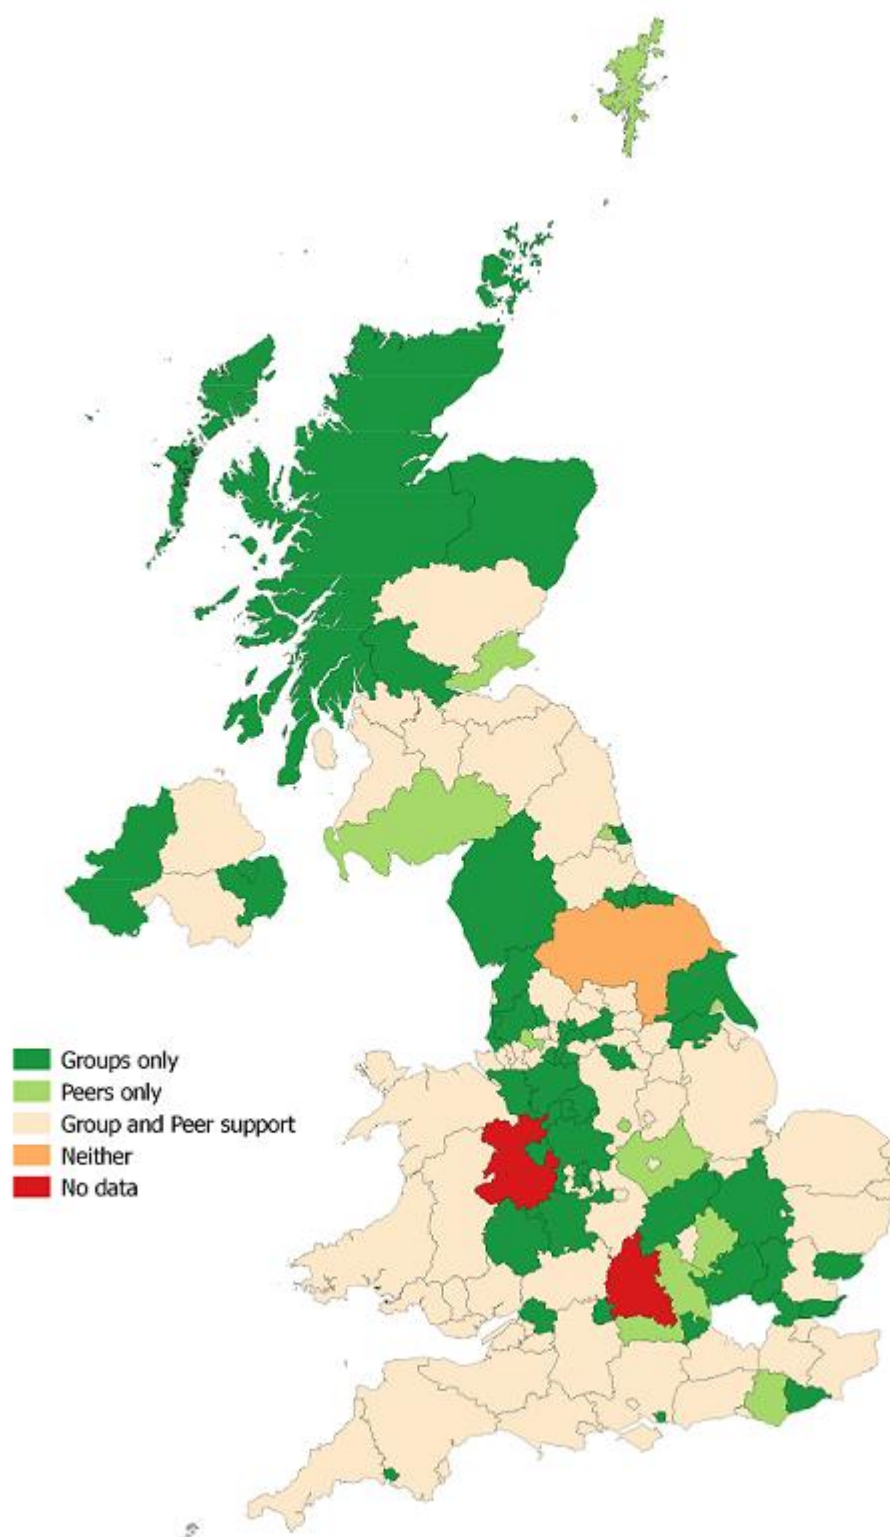 Groups only
Peers only
Group and Peer support
Neither
No data